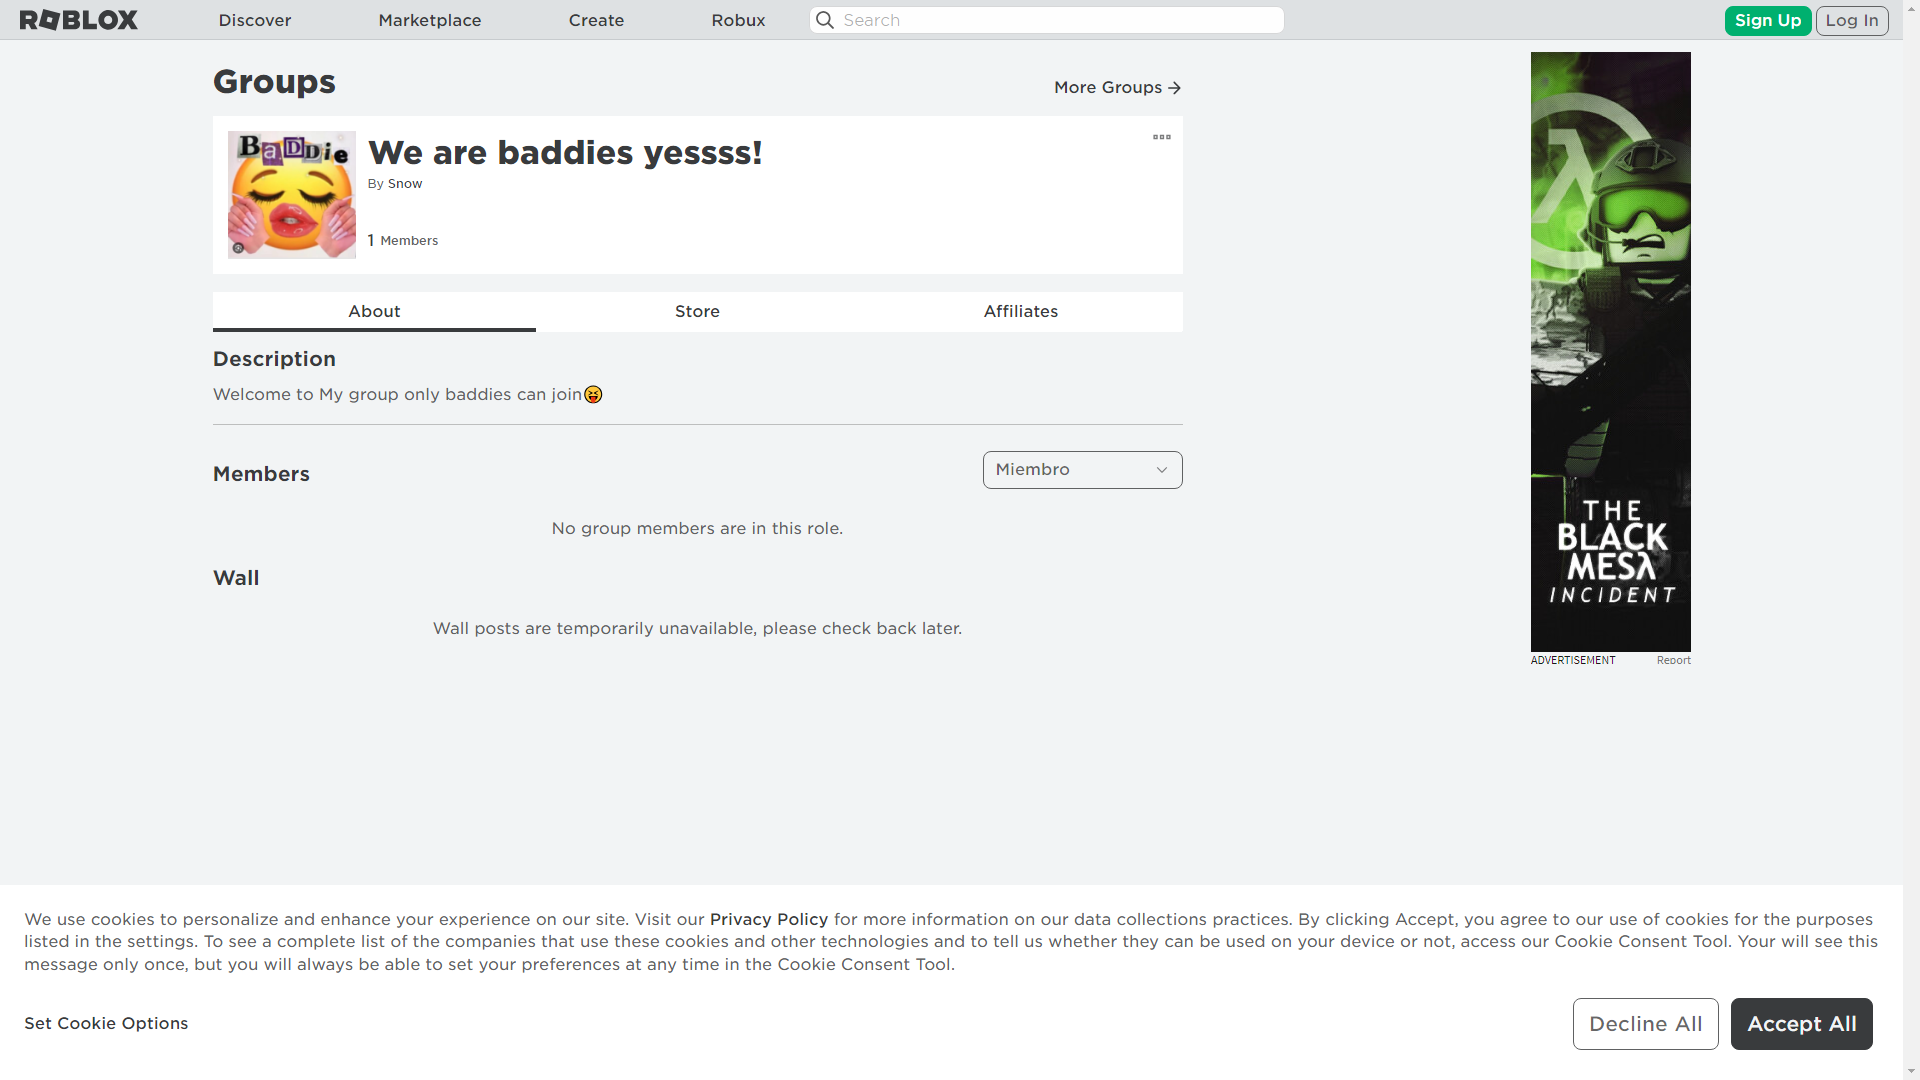 ROBLOX
Discover
Marketplace
Create
Robux
Search
Sign Up
Log In
Groups
More Groups
BaDDie
We are baddies yessss!
By Snow
1 Members
About
Store
Affiliates
Description
Welcome to My group only baddies can join😝
Members
Miembro
No group members are in this role.
Wall
Wall posts are temporarily unavailable, please check back later.
THE
BLACK
MESλ
INCIDENT
ADVERTISEMENT
Report
We use cookies to personalize and enhance your experience on our site. Visit our Privacy Policy for more information on our data collections practices. By clicking Accept, you agree to our use of cookies for the purposes
listed in the settings. To see a complete list of the companies that use these cookies and other technologies and to tell us whether they can be used on your device or not, access our Cookie Consent Tool. Your will see this
message only once, but you will always be able to set your preferences at any time in the Cookie Consent Tool.
Set Cookie Options
Decline All
Accept All